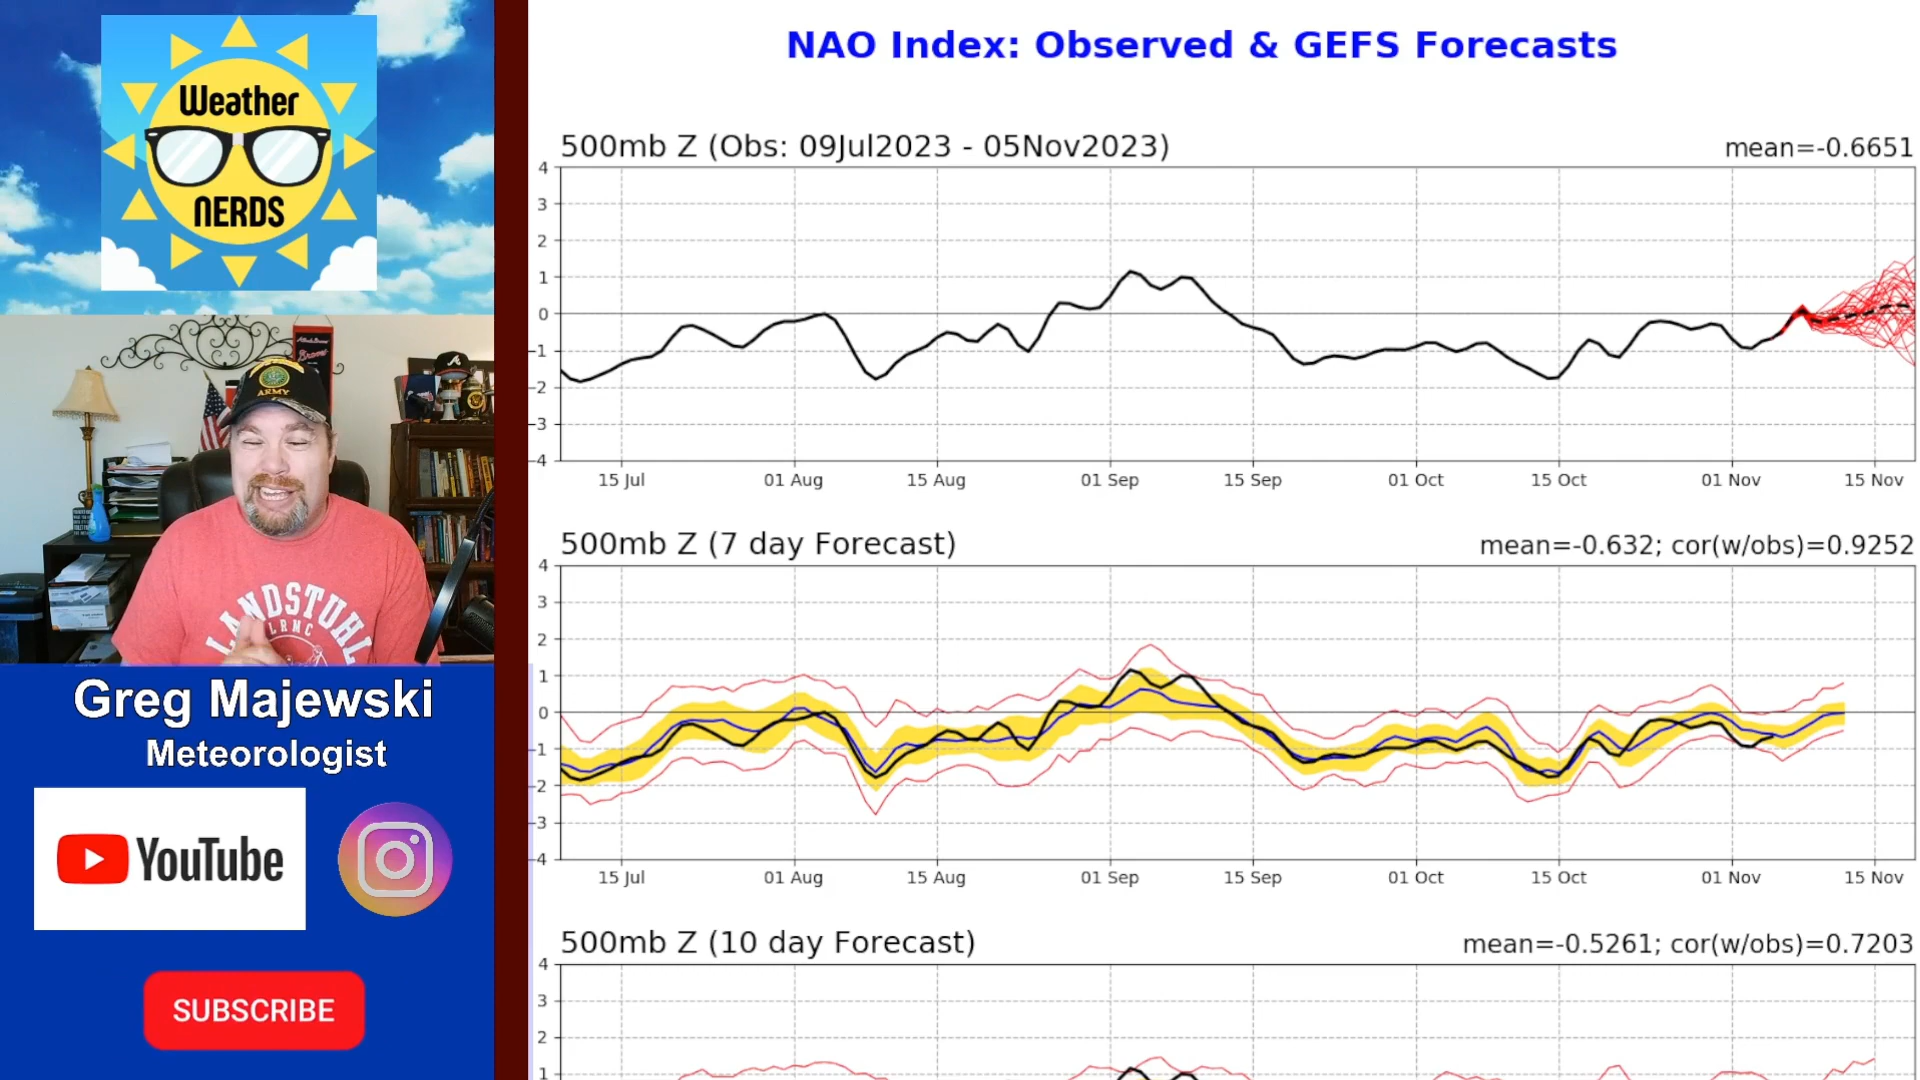 Weather
NERDS
ARMY
LANDSTUHL
LRMC
Greg Majewski
Meteorologist
YouTube
SUBSCRIBE
NAO Index: Observed & GEFS Forecasts
500mb Z (Obs: 09Jul2023 - 05Nov2023)
mean=-0.6651
4
3
2
1
0
-1
-2
-3
-4
15 Jul 01 Aug 15 Aug 01 Sep 15 Sep 01 Oct 15 Oct 01 Nov 15 Nov
500mb Z (7 day Forecast)
mean=-0.632; cor(w/obs)=0.9252
4
3
2
1
0
-1
-2
-3
-4
15 Jul 01 Aug 15 Aug 01 Sep 15 Sep 01 Oct 15 Oct 01 Nov 15 Nov
500mb Z (10 day Forecast)
mean=-0.5261; cor(w/obs)=0.7203
4
3
2
1